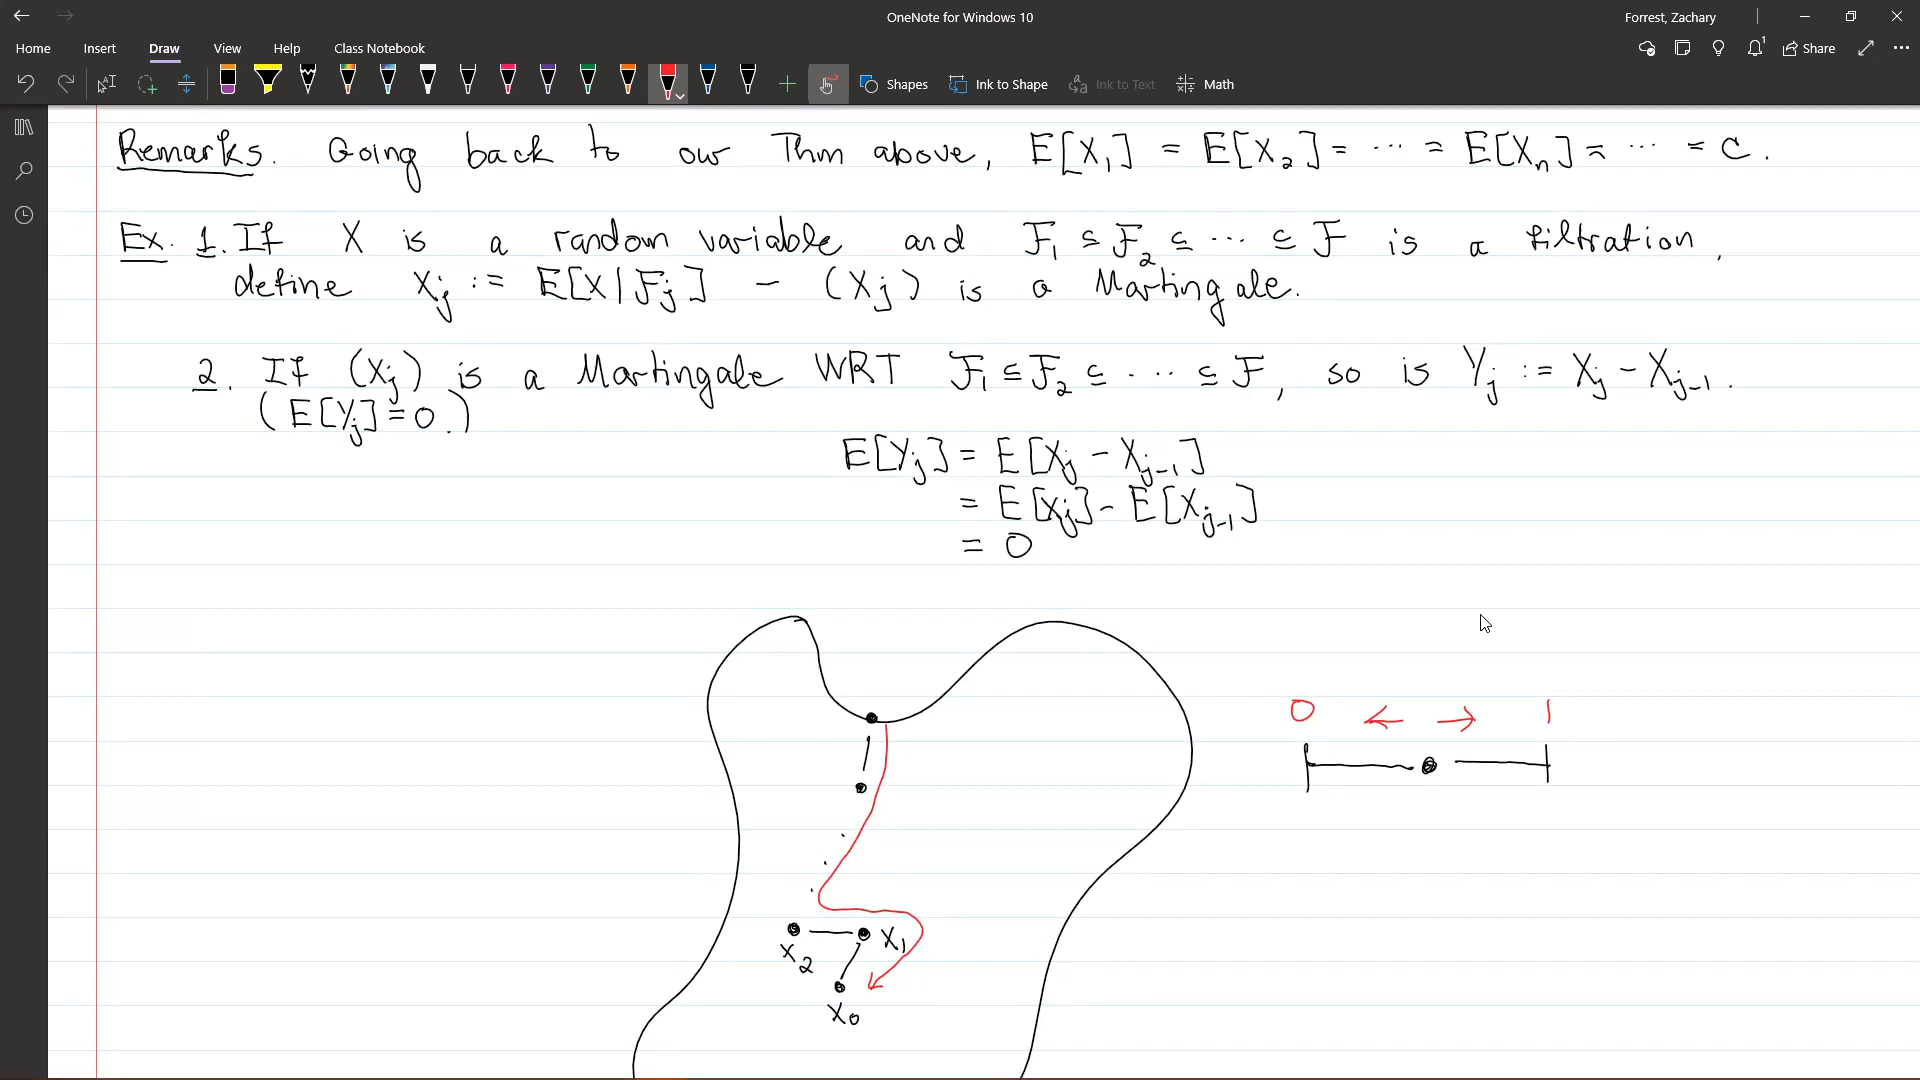 OneNote for Windows 10
Forrest, Zachary
Home Insert Draw View Help Class Notebook
Share
Shapes Ink to Shape Ink to Text Math
Remarks. Going back to our Thm above, E[X₁] = E[X₂] = ⋯ = E[Xₙ] = ⋯ = C.
Ex. 1. If X is a random variable and F₁ ⊆ F₂ ⊆ ⋯ ⊆ F is a filtration,
define Xⱼ := E[X|Fⱼ] - (Xⱼ) is a Martingale.
2. If (Xⱼ) is a Martingale WRT F₁ ⊆ F₂ ⊆ ⋯ ⊆ F, so is Yⱼ := Xⱼ - Xⱼ₋₁.
(E[Yⱼ] = 0.)
E[Yⱼ] = E[Xⱼ - Xⱼ₋₁]
= E[Xⱼ] - E[Xⱼ₋₁]
= 0
0 ← → 1
X₂ X₁
X₀